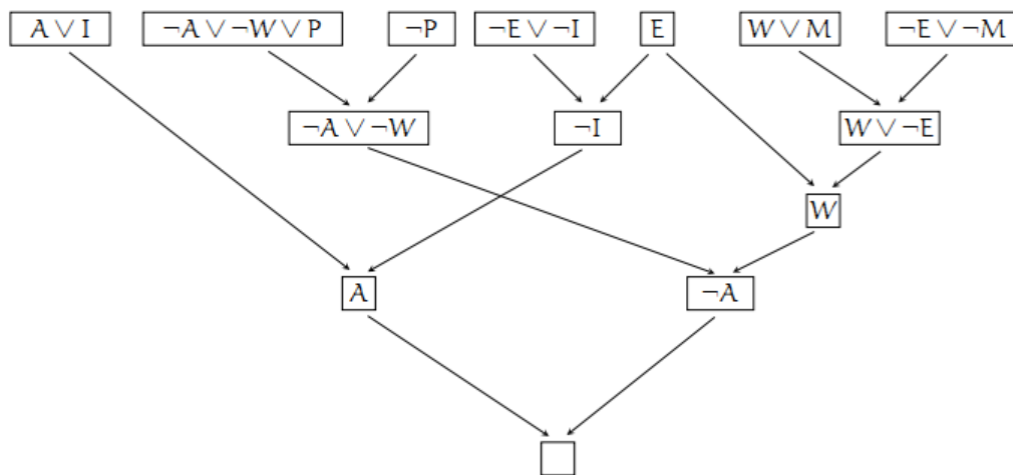 A ∨ I ¬A ∨ ¬W ∨ P ¬P ¬E ∨ ¬I E W ∨ M ¬E ∨ ¬M
¬A ∨ ¬W ¬I W ∨ ¬E
W
A ¬A